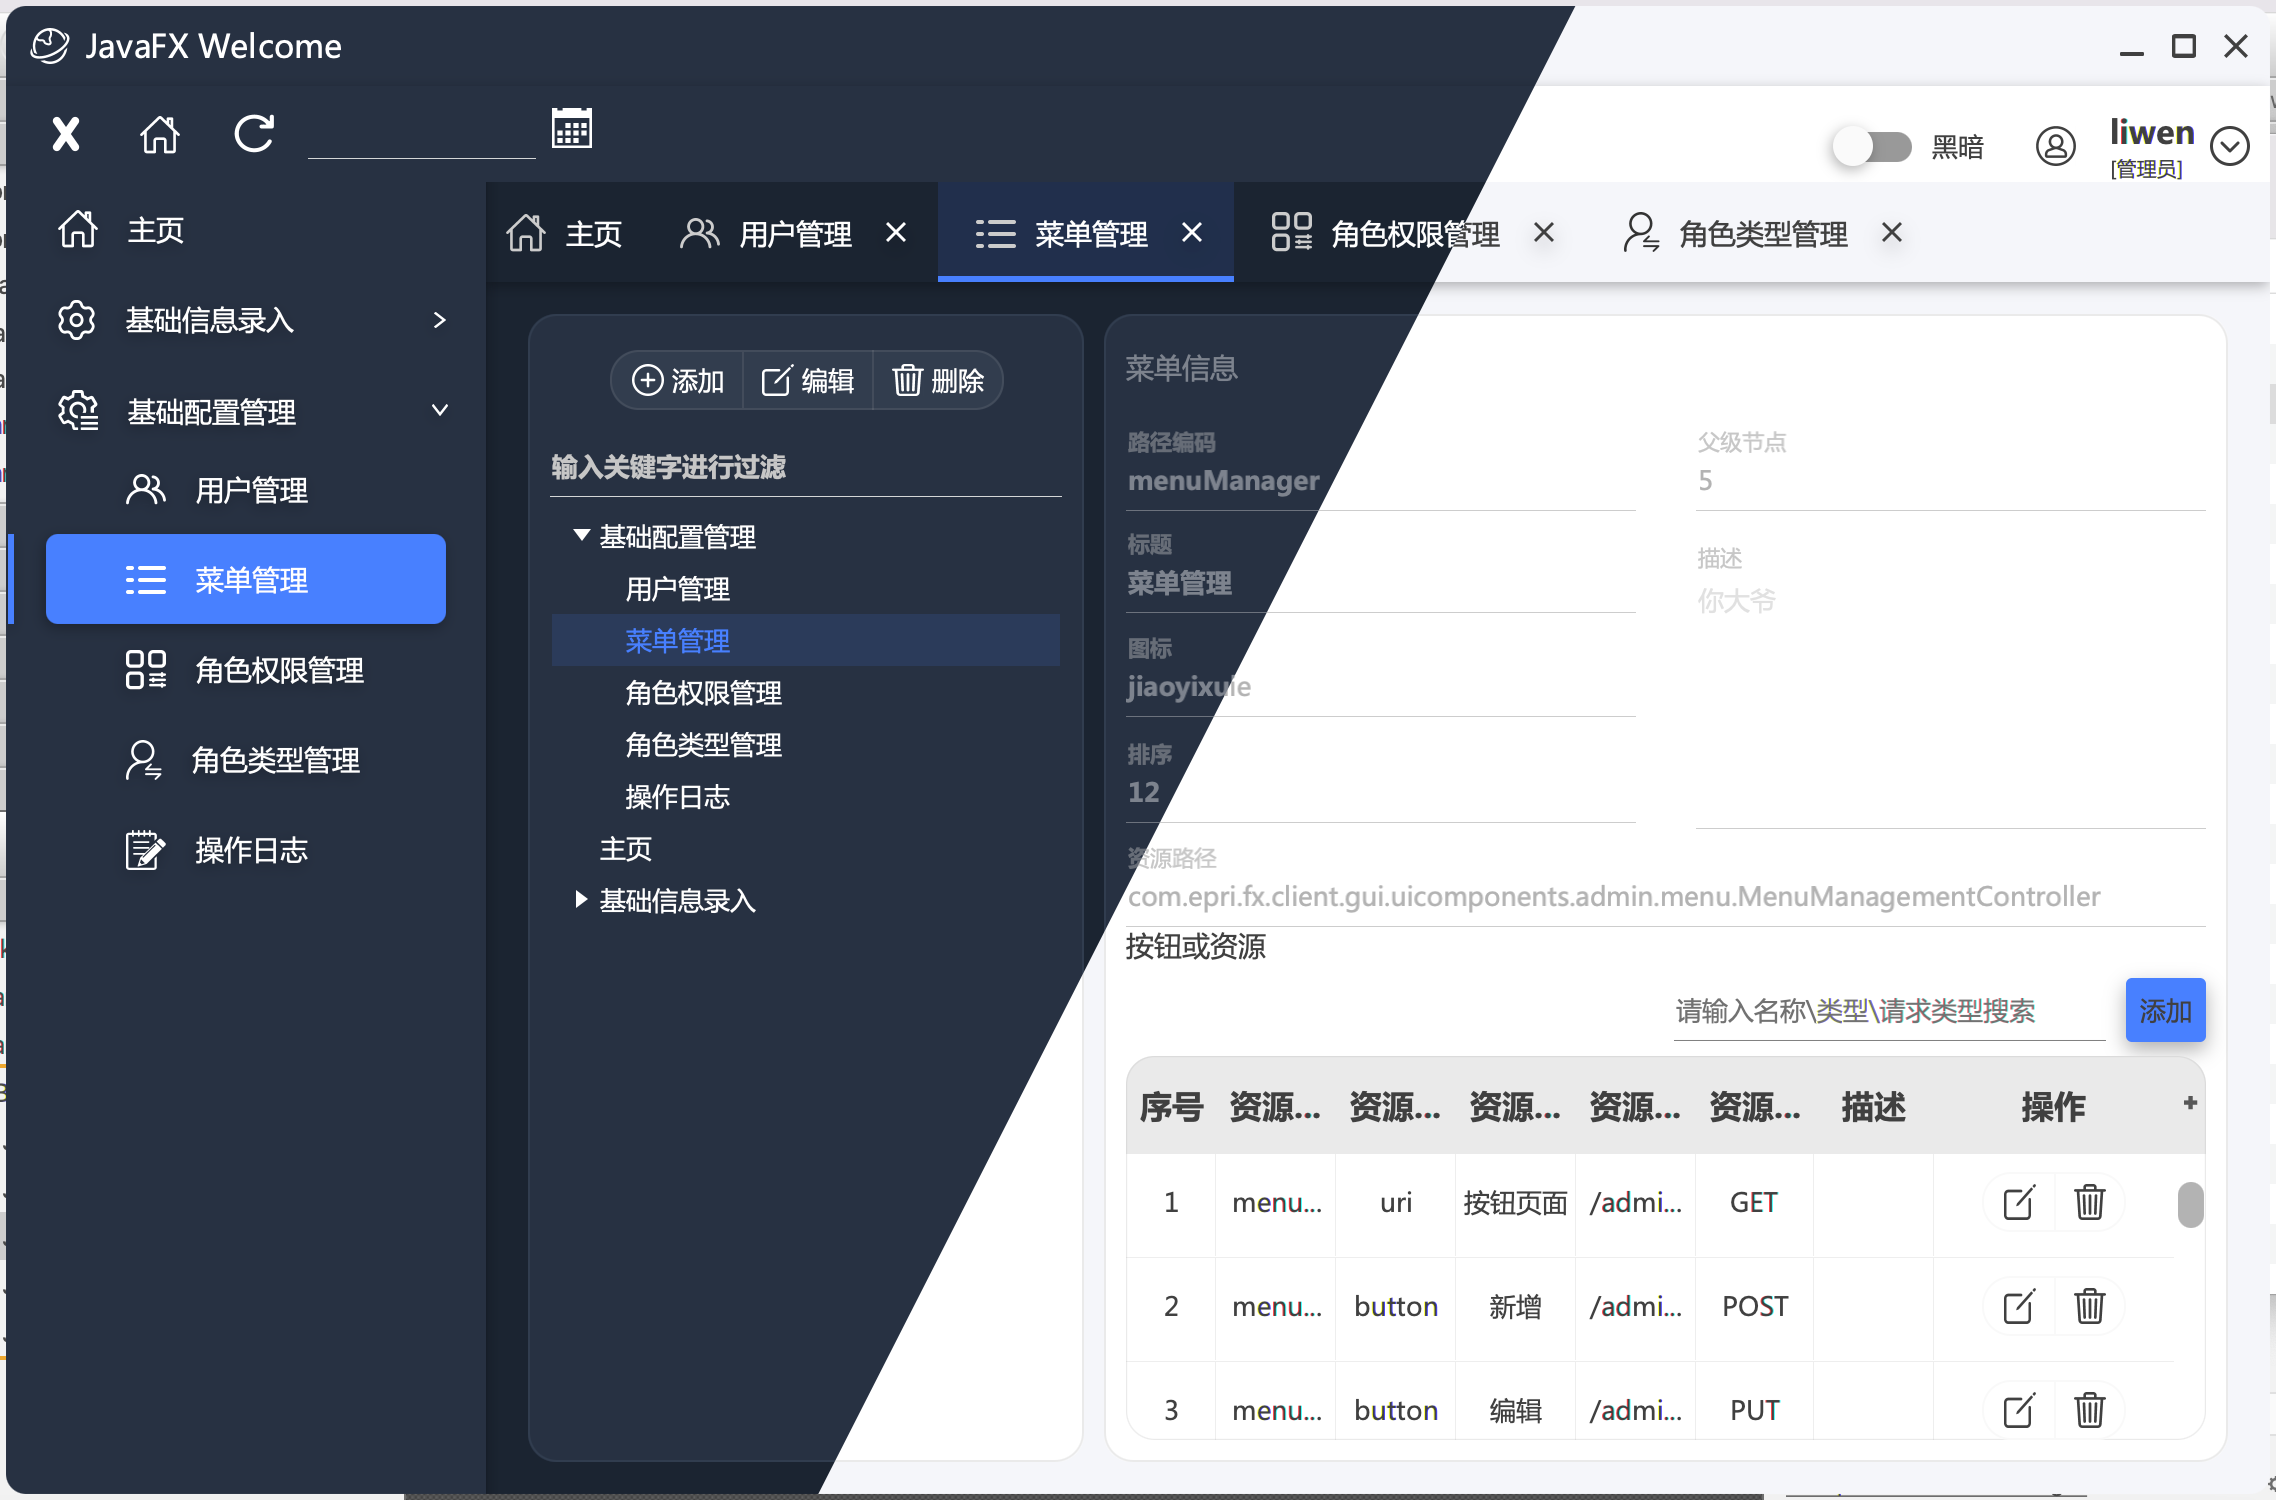 JavaFX Welcome
黑暗
liwen
[管理员]
主页
基础信息录入
基础配置管理
用户管理
菜单管理
角色权限管理
角色类型管理
操作日志
主页 用户管理 菜单管理 角色权限管理 角色类型管理
添加 编辑 删除
输入关键字进行过滤
基础配置管理
用户管理
菜单管理
角色权限管理
角色类型管理
操作日志
主页
基础信息录入
菜单信息
路径编码
menuManager
父级节点
5
标题
菜单管理
描述
你大爷
图标
jiaoyixule
排序
12
资源路径
com.epri.fx.client.gui.uicomponents.admin.menu.MenuManagementController
按钮或资源
请输入名称\类型\请求类型搜索 添加
序号 资源... 资源... 资源... 资源... 资源... 描述 操作 +
1 menu... uri 按钮页面 /admi... GET
2 menu... button 新增 /admi... POST
3 menu... button 编辑 /admi... PUT